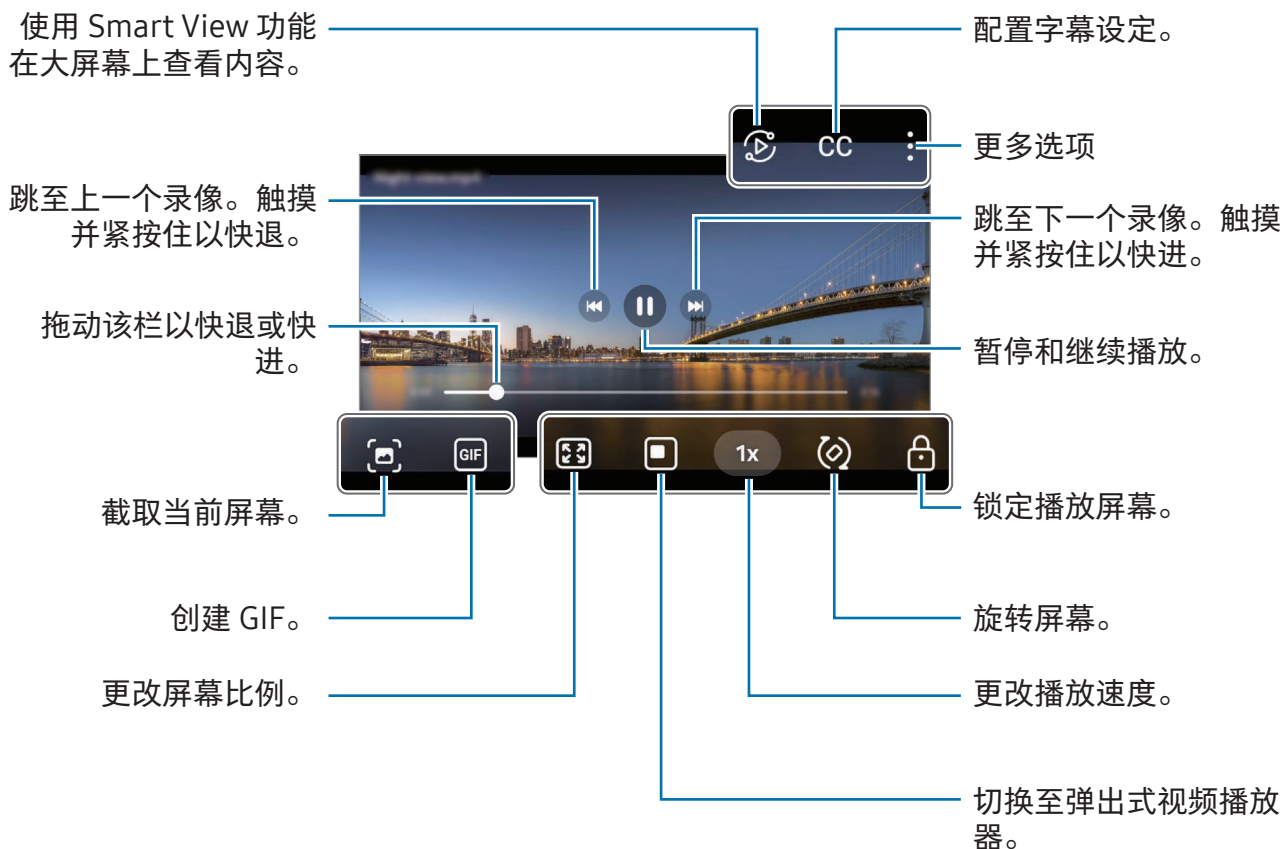 使用 Smart View 功能
在大屏幕上查看内容。
配置字幕设定。
CC
更多选项
跳至上一个录像。触摸
并紧按住以快退。
跳至下一个录像。触摸
并紧按住以快进。
拖动该栏以快退或快
进。
暂停和继续播放。
GIF
1x
截取当前屏幕。
锁定播放屏幕。
创建 GIF。
旋转屏幕。
更改屏幕比例。
更改播放速度。
切换至弹出式视频播放
器。